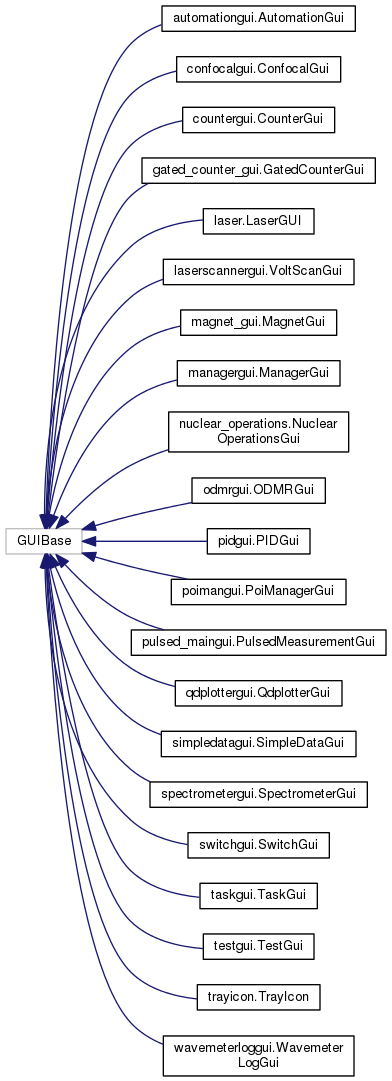 automationgui.AutomationGui
confocalgui.ConfocalGui
countergui.CounterGui
gated_counter_gui.GatedCounterGui
laser.LaserGUI
laserscannergui.VoltScanGui
magnet_gui.MagnetGui
managergui.ManagerGui
nuclear_operations.Nuclear
OperationsGui
odmrgui.ODMRGui
GUIBase
pidgui.PIDGui
poimangui.PoiManagerGui
pulsed_maingui.PulsedMeasurementGui
qdplottergui.QdplotterGui
simpledatagui.SimpleDataGui
spectrometergui.SpectrometerGui
switchgui.SwitchGui
taskgui.TaskGui
testgui.TestGui
trayicon.TrayIcon
wavemeterloggui.Wavemeter
LogGui